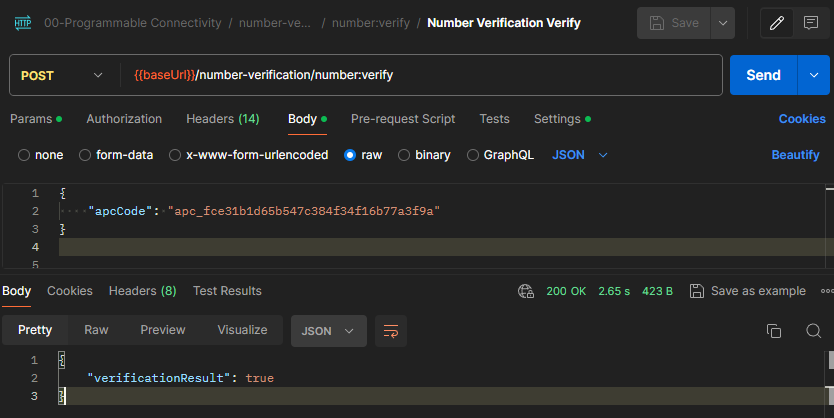 HTTP 00-Programmable Connectivity / number-ve... / number:verify / Number Verification Verify Save
POST {{baseUrl}}/number-verification/number:verify Send
Params Authorization Headers (14) Body Pre-request Script Tests Settings Cookies
none form-data x-www-form-urlencoded raw binary GraphQL JSON Beautify
1 {
2 ····"apcCode":·"apc_fce31b1d65b547c384f34f16b77a3f9a"
3 }
4
5
Body Cookies Headers (8) Test Results 200 OK 2.65 s 423 B Save as example
Pretty Raw Preview Visualize JSON
1 {
2 "verificationResult": true
3 }